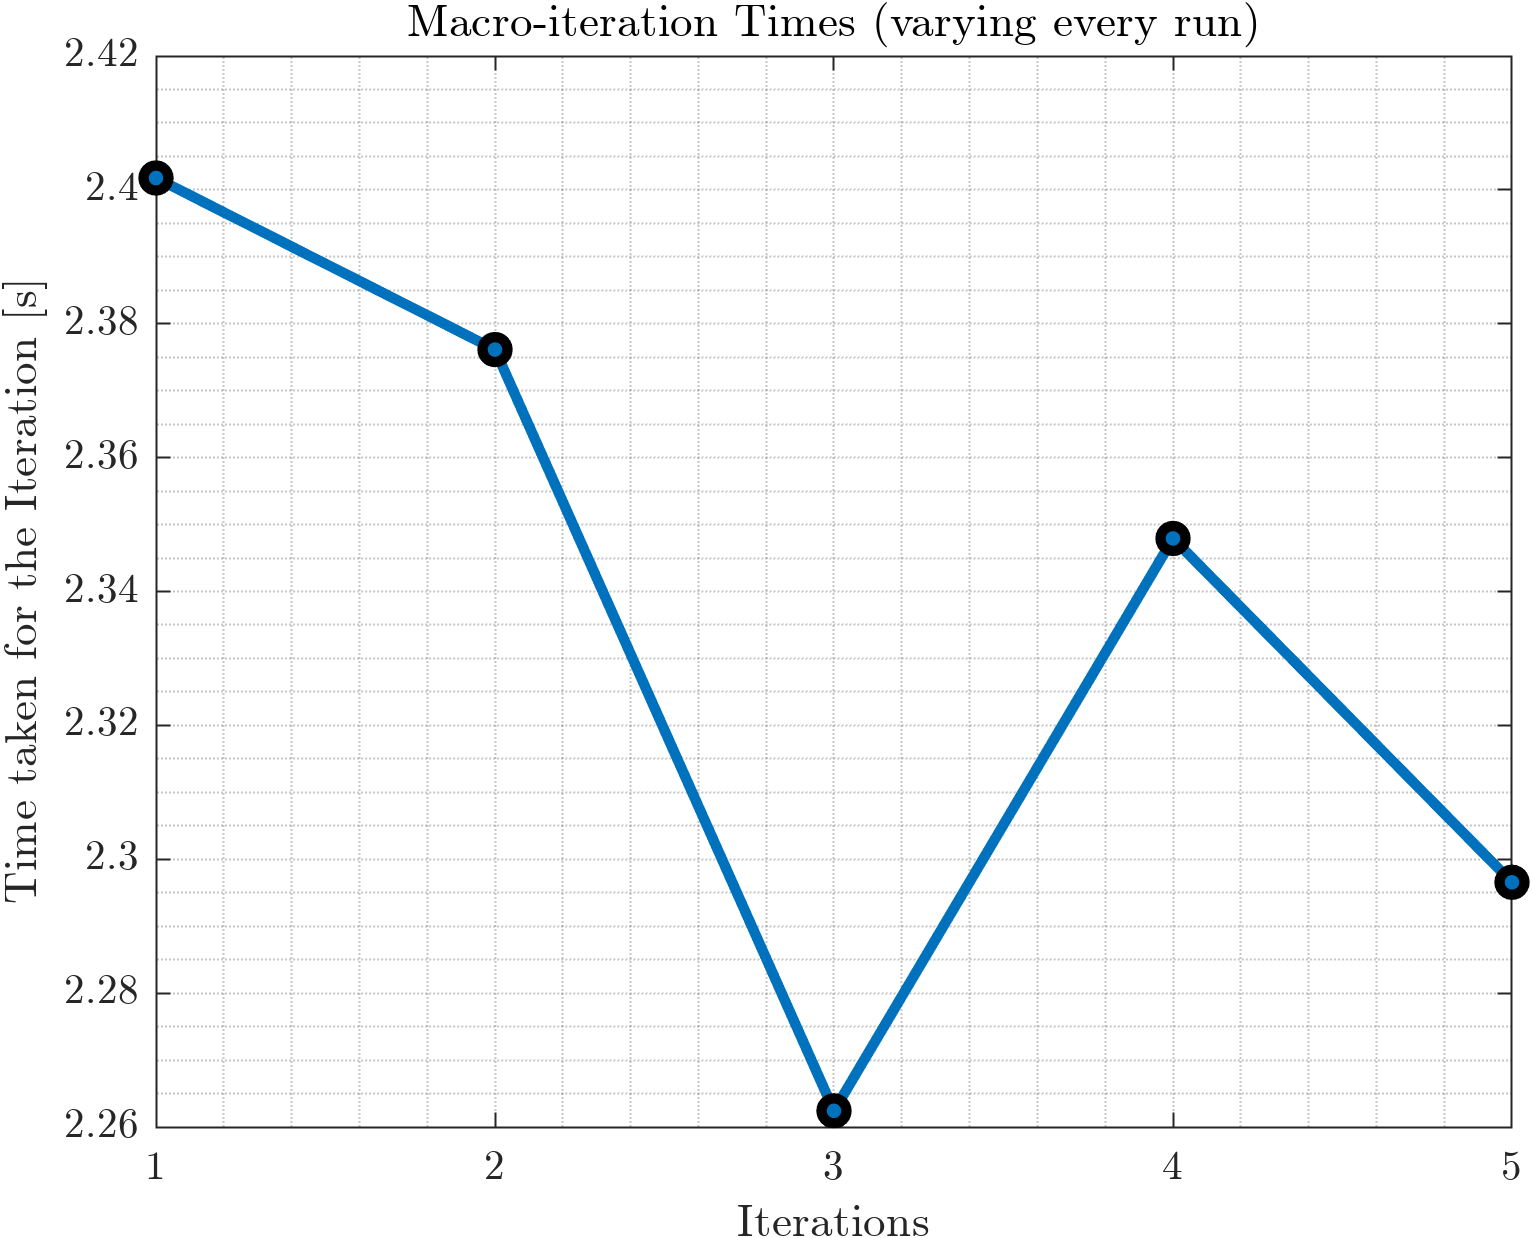 Macro-iteration Times (varying every run)
Time taken for the Iteration [s]
2.42
2.4
2.38
2.36
2.34
2.32
2.3
2.28
2.26
1 2 3 4 5
Iterations